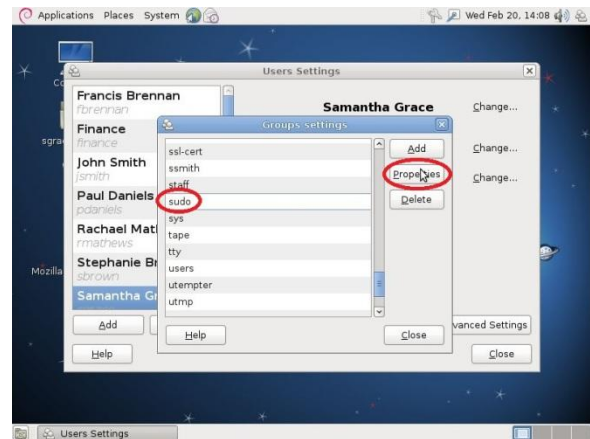 Applications Places System Wed Feb 20, 14:08
Users Settings
Francis Brennan
fbrennan
Finance
finance
John Smith
jsmith
Paul Daniels
pdaniels
Rachael Mat
rmathews
Stephanie Br
sbrown
Samantha Gr
Samantha Grace Change...
Change...
Change...
Groups settings
ssl-cert
ssmith
staff
sudo
sys
tape
tty
users
utempter
utmp
Add
Properties
Delete
Help Close
Add vanced Settings
Help Close
Co
sgra
Mozilla
Users Settings